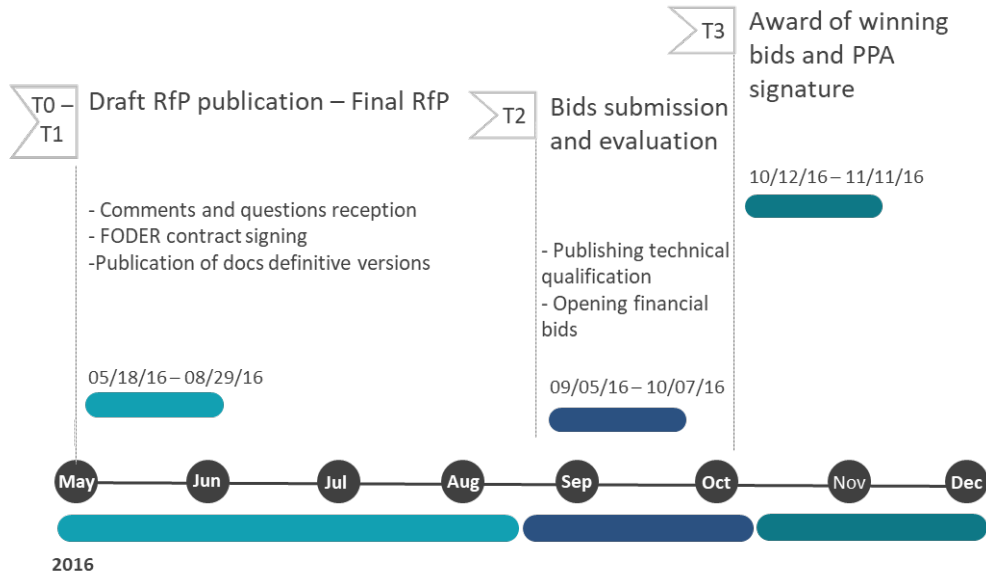 T0 –
T1
Draft RfP publication – Final RfP
- Comments and questions reception
- FODER contract signing
-Publication of docs definitive versions
05/18/16 – 08/29/16
T2
Bids submission
and evaluation
- Publishing technical
qualification
- Opening financial
bids
09/05/16 – 10/07/16
T3
Award of winning
bids and PPA
signature
10/12/16 – 11/11/16
May
Jun
Jul
Aug
Sep
Oct
Nov
Dec
2016